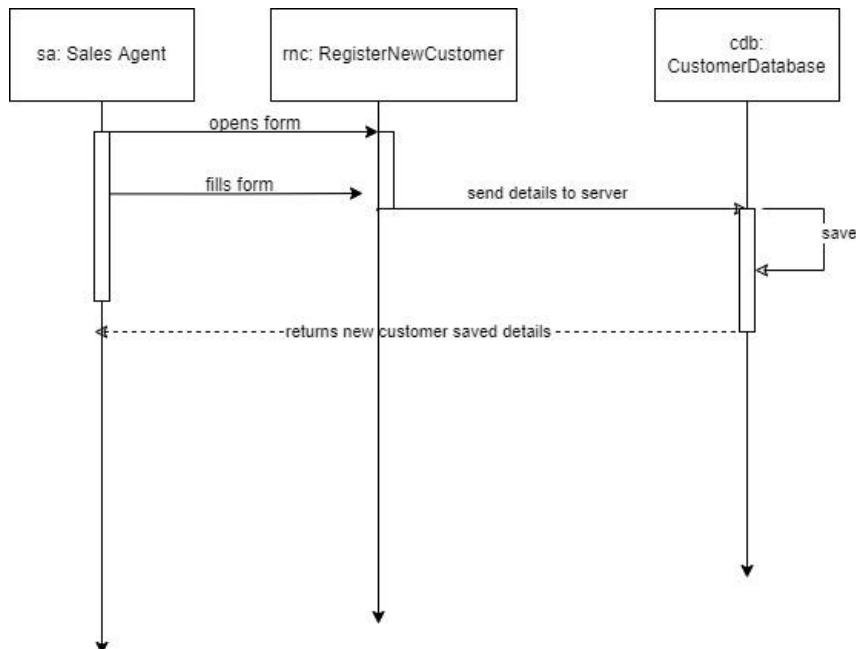 sa: Sales Agent
rnc: RegisterNewCustomer
cdb:
CustomerDatabase
opens form
fills form
send details to server
save
returns new customer saved details